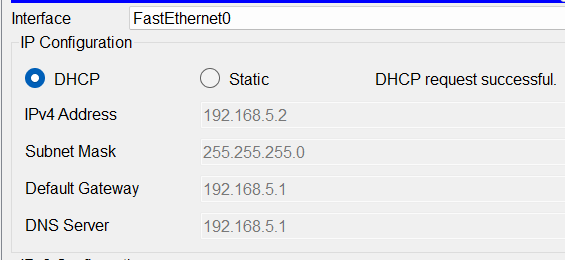 Interface FastEthernet0
IP Configuration
DHCP Static DHCP request successful.
IPv4 Address 192.168.5.2
Subnet Mask 255.255.255.0
Default Gateway 192.168.5.1
DNS Server 192.168.5.1